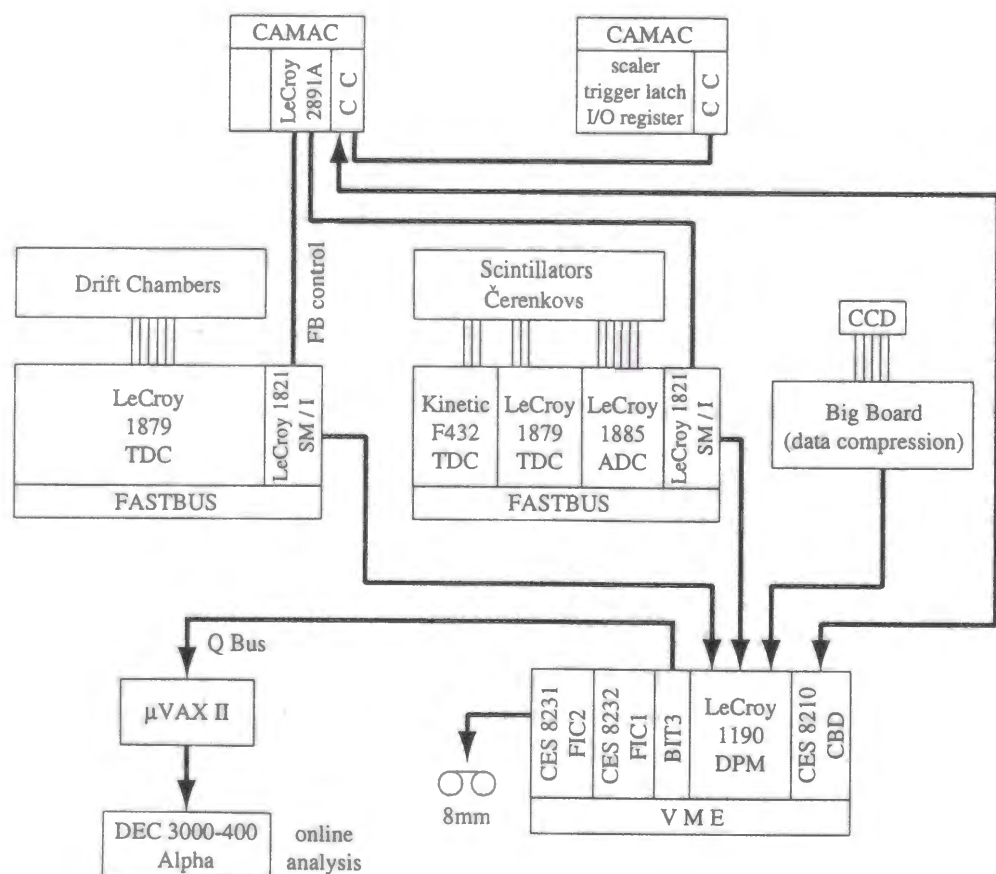 CAMAC
LeCroy
2891A
C C
CAMAC
scaler
trigger latch
I/O register
C C
FB control
Drift Chambers
Scintillators
Čerenkovs
CCD
LeCroy
1879
TDC
LeCroy 1821
SM / I
FASTBUS
Kinetic
F432
TDC
LeCroy
1879
TDC
LeCroy
1885
ADC
LeCroy 1821
SM / I
FASTBUS
Big Board
(data compression)
Q Bus
µVAX II
DEC 3000-400
Alpha
online
analysis
8mm
CES 8231
FIC2
CES 8232
FIC1
BIT3
LeCroy
1190
DPM
CES 8210
CBD
V M E